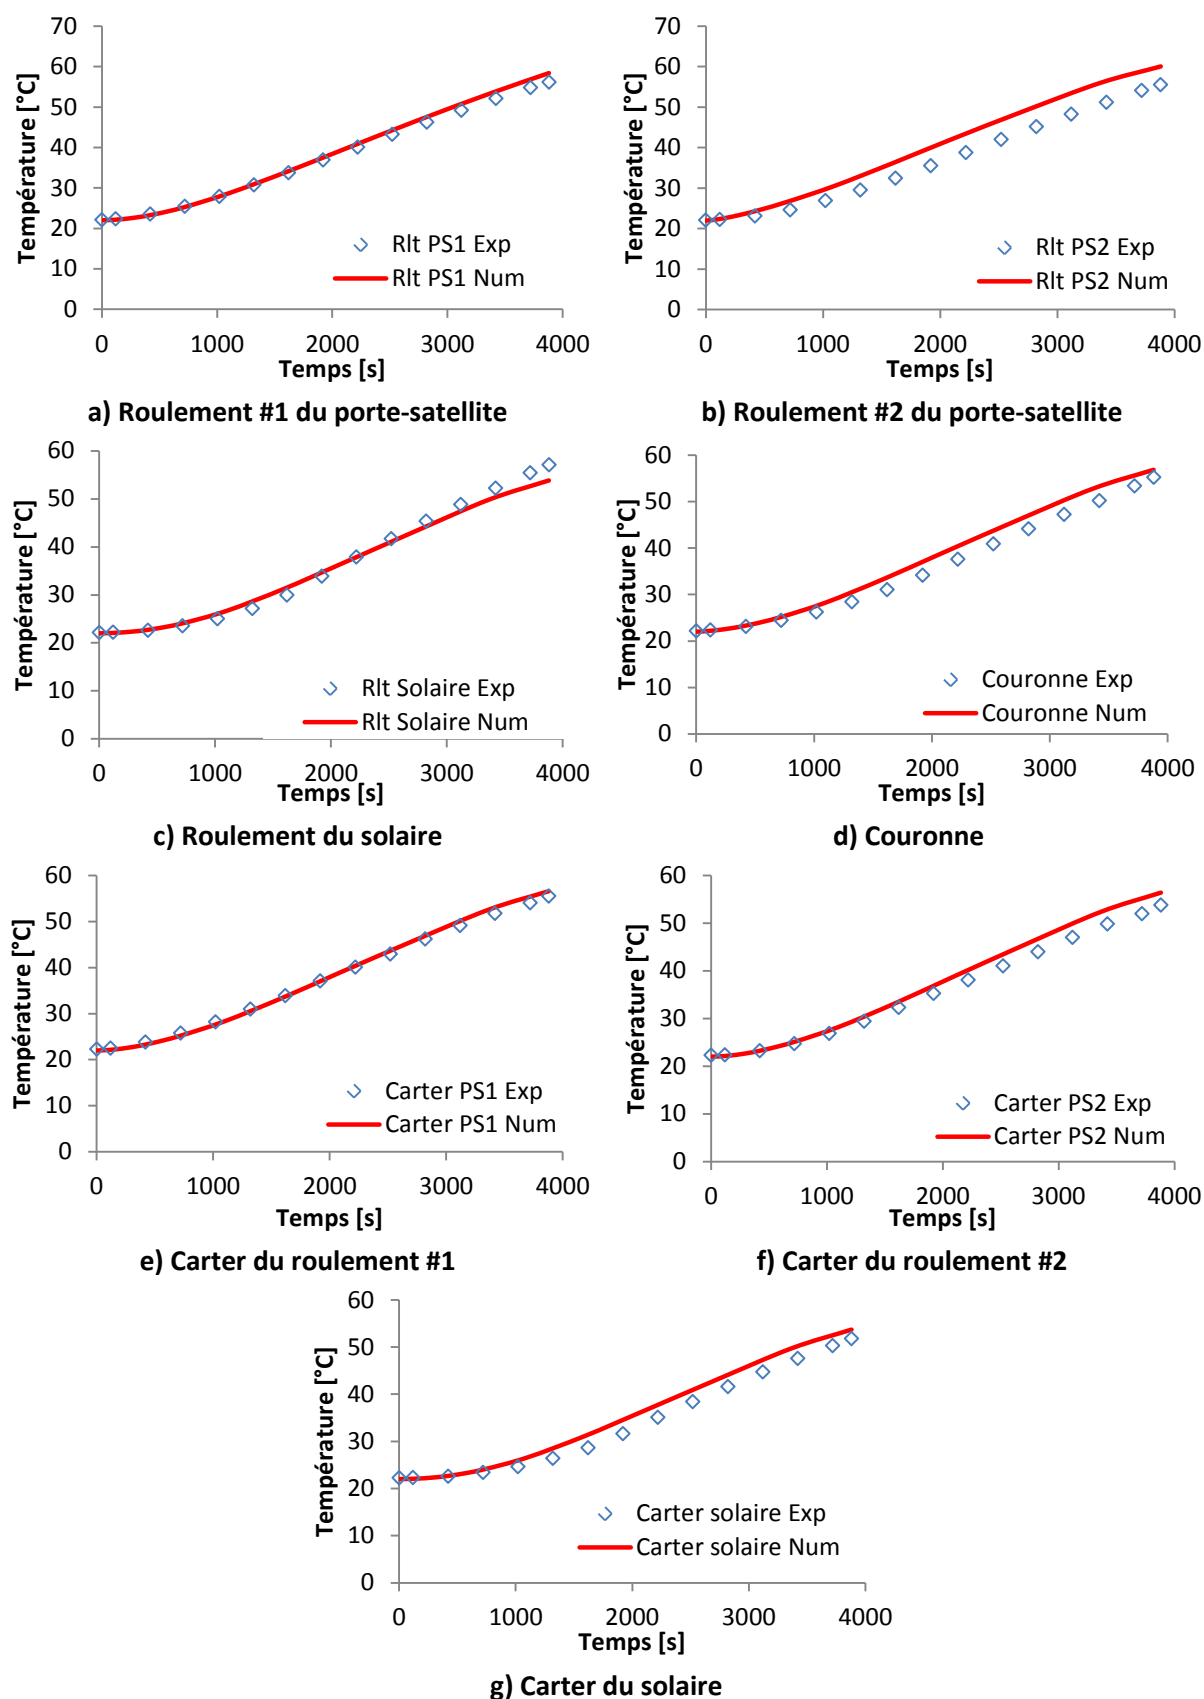 70
60
50
40
30
20
10
0
Température [°C]
Rlt PS1 Exp
Rlt PS1 Num
0 1000 2000 3000 4000
Temps [s]
a) Roulement #1 du porte-satellite
70
60
50
40
30
20
10
0
Température [°C]
Rlt PS2 Exp
Rlt PS2 Num
0 1000 2000 3000 4000
Temps [s]
b) Roulement #2 du porte-satellite
60
50
40
30
20
10
0
Température [°C]
Rlt Solaire Exp
Rlt Solaire Num
0 1000 2000 3000 4000
Temps [s]
c) Roulement du solaire
60
50
40
30
20
10
0
Température [°C]
Couronne Exp
Couronne Num
0 1000 2000 3000 4000
Temps [s]
d) Couronne
60
50
40
30
20
10
0
Température [°C]
Carter PS1 Exp
Carter PS1 Num
0 1000 2000 3000 4000
Temps [s]
e) Carter du roulement #1
60
50
40
30
20
10
0
Température [°C]
Carter PS2 Exp
Carter PS2 Num
0 1000 2000 3000 4000
Temps [s]
f) Carter du roulement #2
60
50
40
30
20
10
0
Température [°C]
Carter solaire Exp
Carter solaire Num
0 1000 2000 3000 4000
Temps [s]
g) Carter du solaire